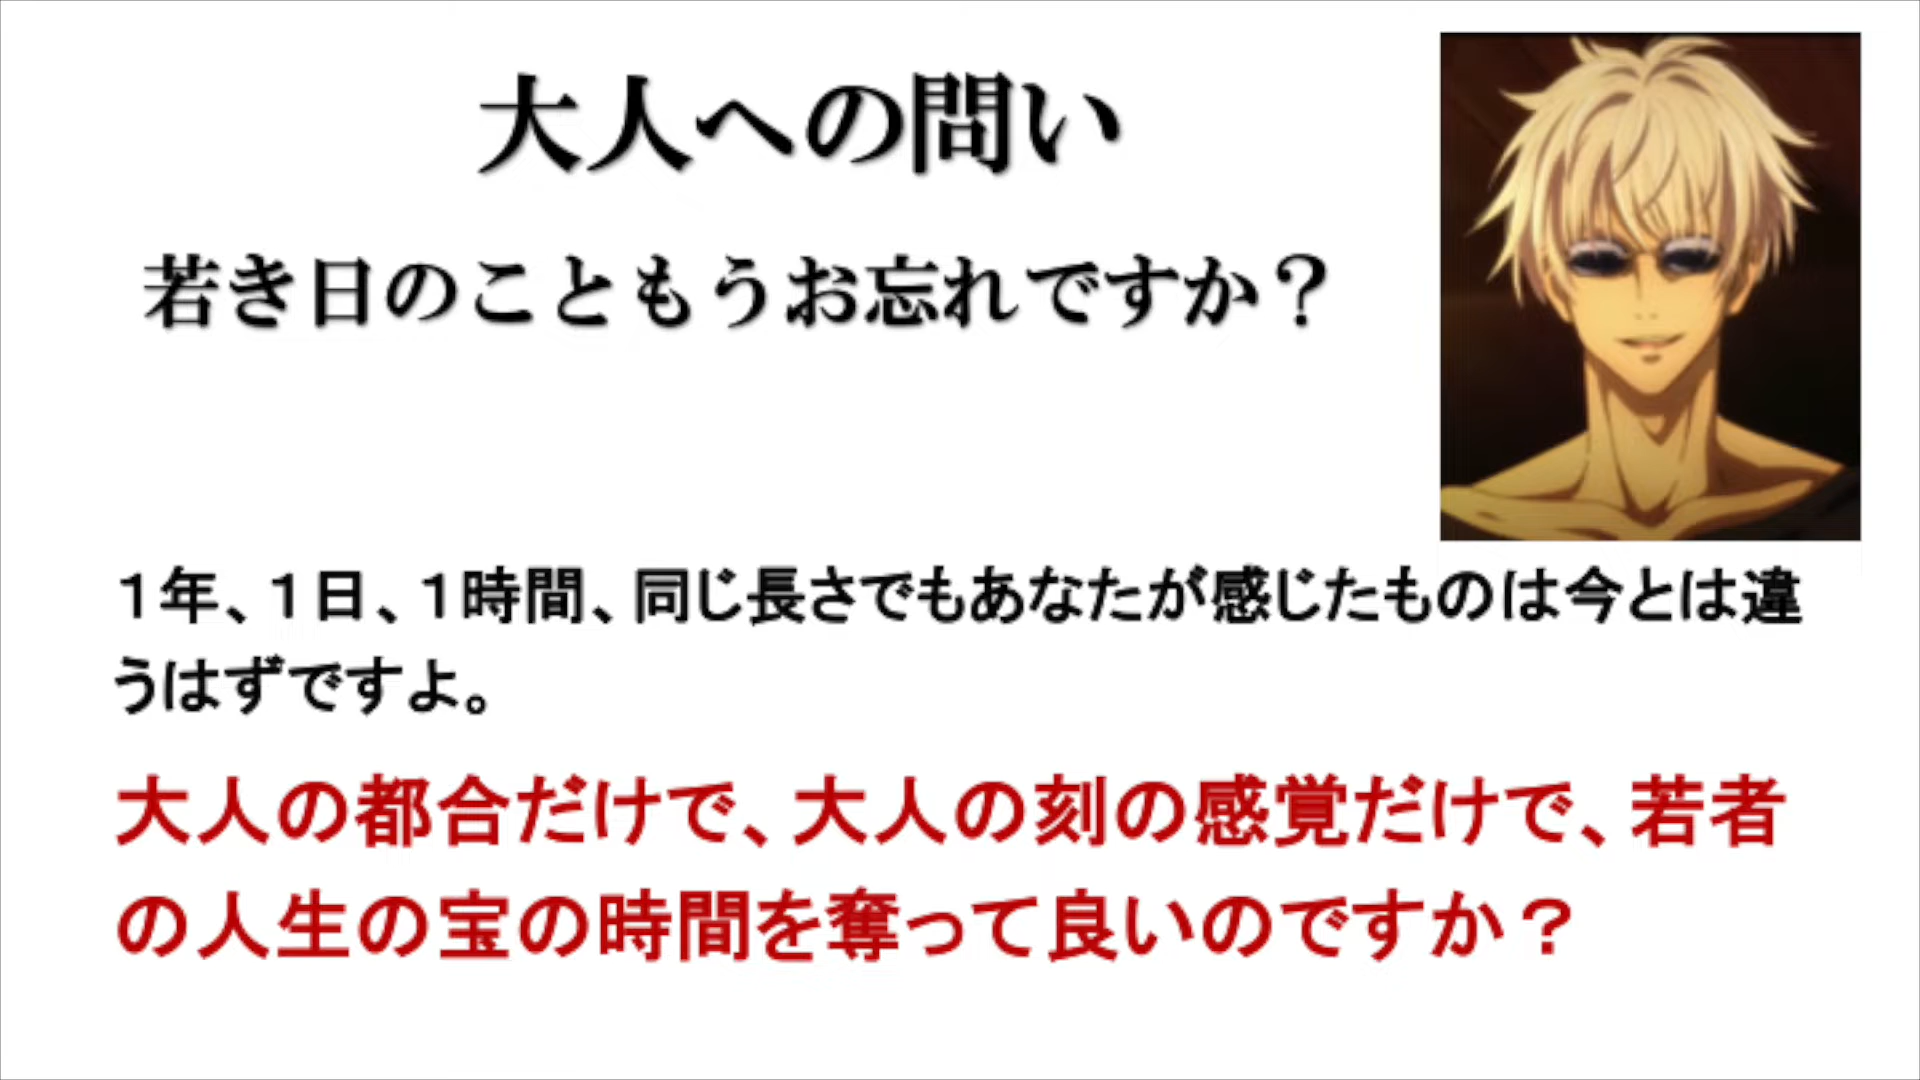 大人への問い
若き日のこともうお忘れですか？
１年、１日、１時間、同じ長さでもあなたが感じたものは今とは違
うはずですよ。
大人の都合だけで、大人の刻の感覚だけで、若者
の人生の宝の時間を奪って良いのですか？